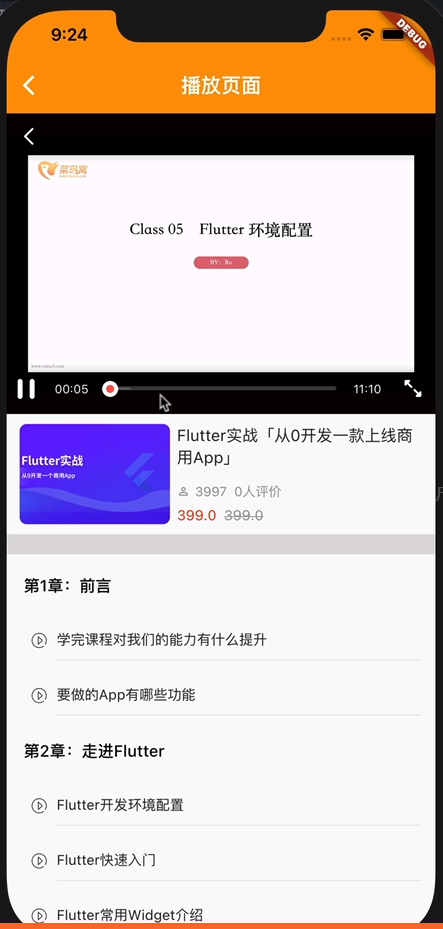 9:24
DEBUG
播放页面
菜鸟窝
Class 05 Flutter 环境配置
BY: Bo
00:05
11:10
Flutter实战「从0开发一款上线商
用App」
Flutter实战
从0开发一个商用App
3997 0人评价
399.0 399.0
第1章：前言
学完课程对我们的能力有什么提升
要做的App有哪些功能
第2章：走进Flutter
Flutter开发环境配置
Flutter快速入门
Flutter常用Widget介绍